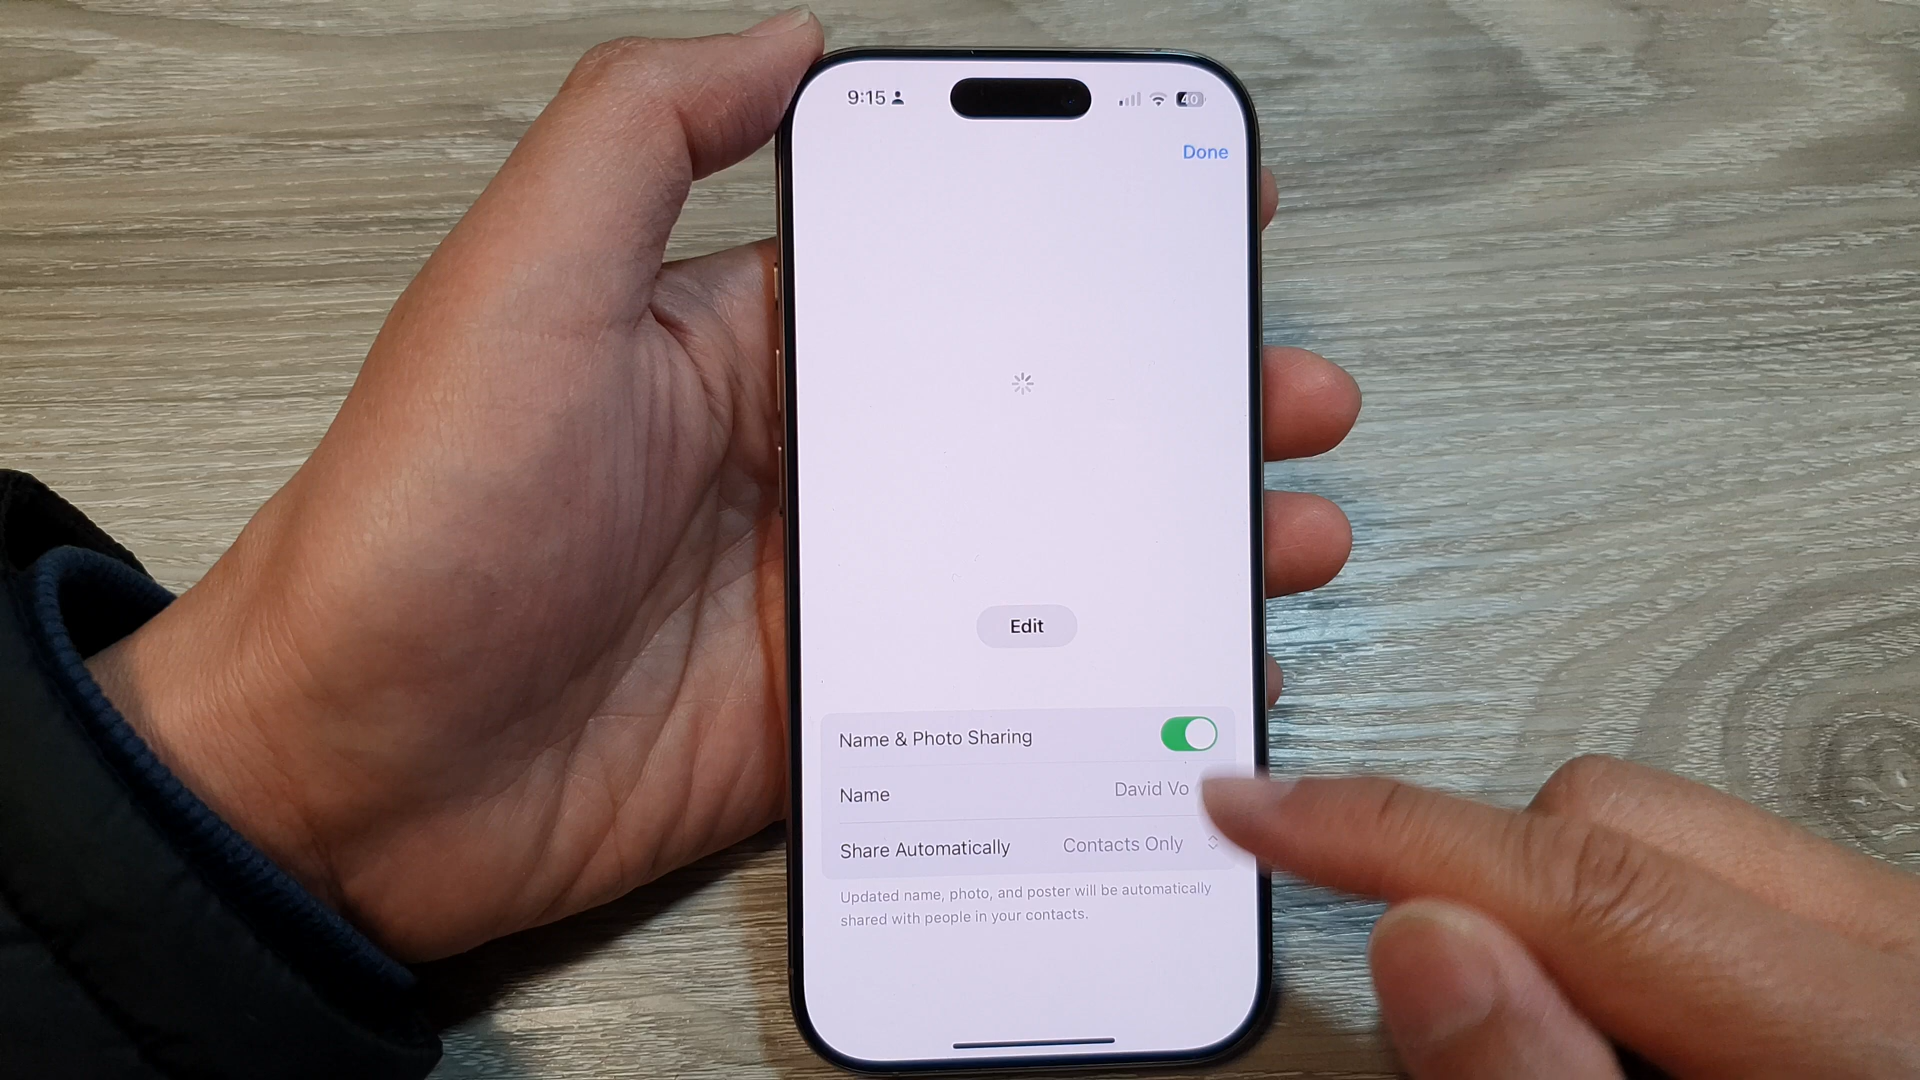 9:15
40
Done
Edit
Name & Photo Sharing
Name David Vo
Share Automatically Contacts Only
Updated name, photo, and poster will be automatically
shared with people in your contacts.